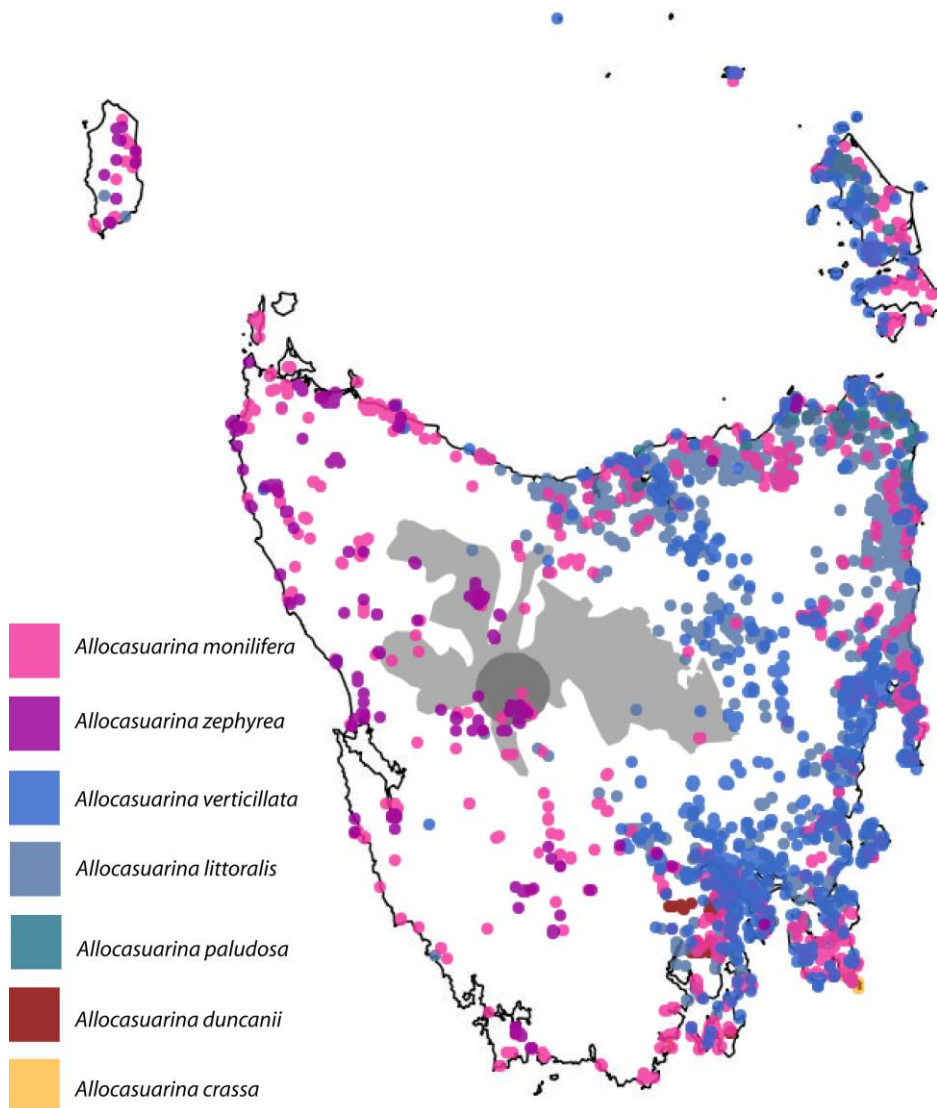 Allocasuarina monilifera
Allocasuarina zephyrea
Allocasuarina verticillata
Allocasuarina littoralis
Allocasuarina paludosa
Allocasuarina duncanii
Allocasuarina crassa